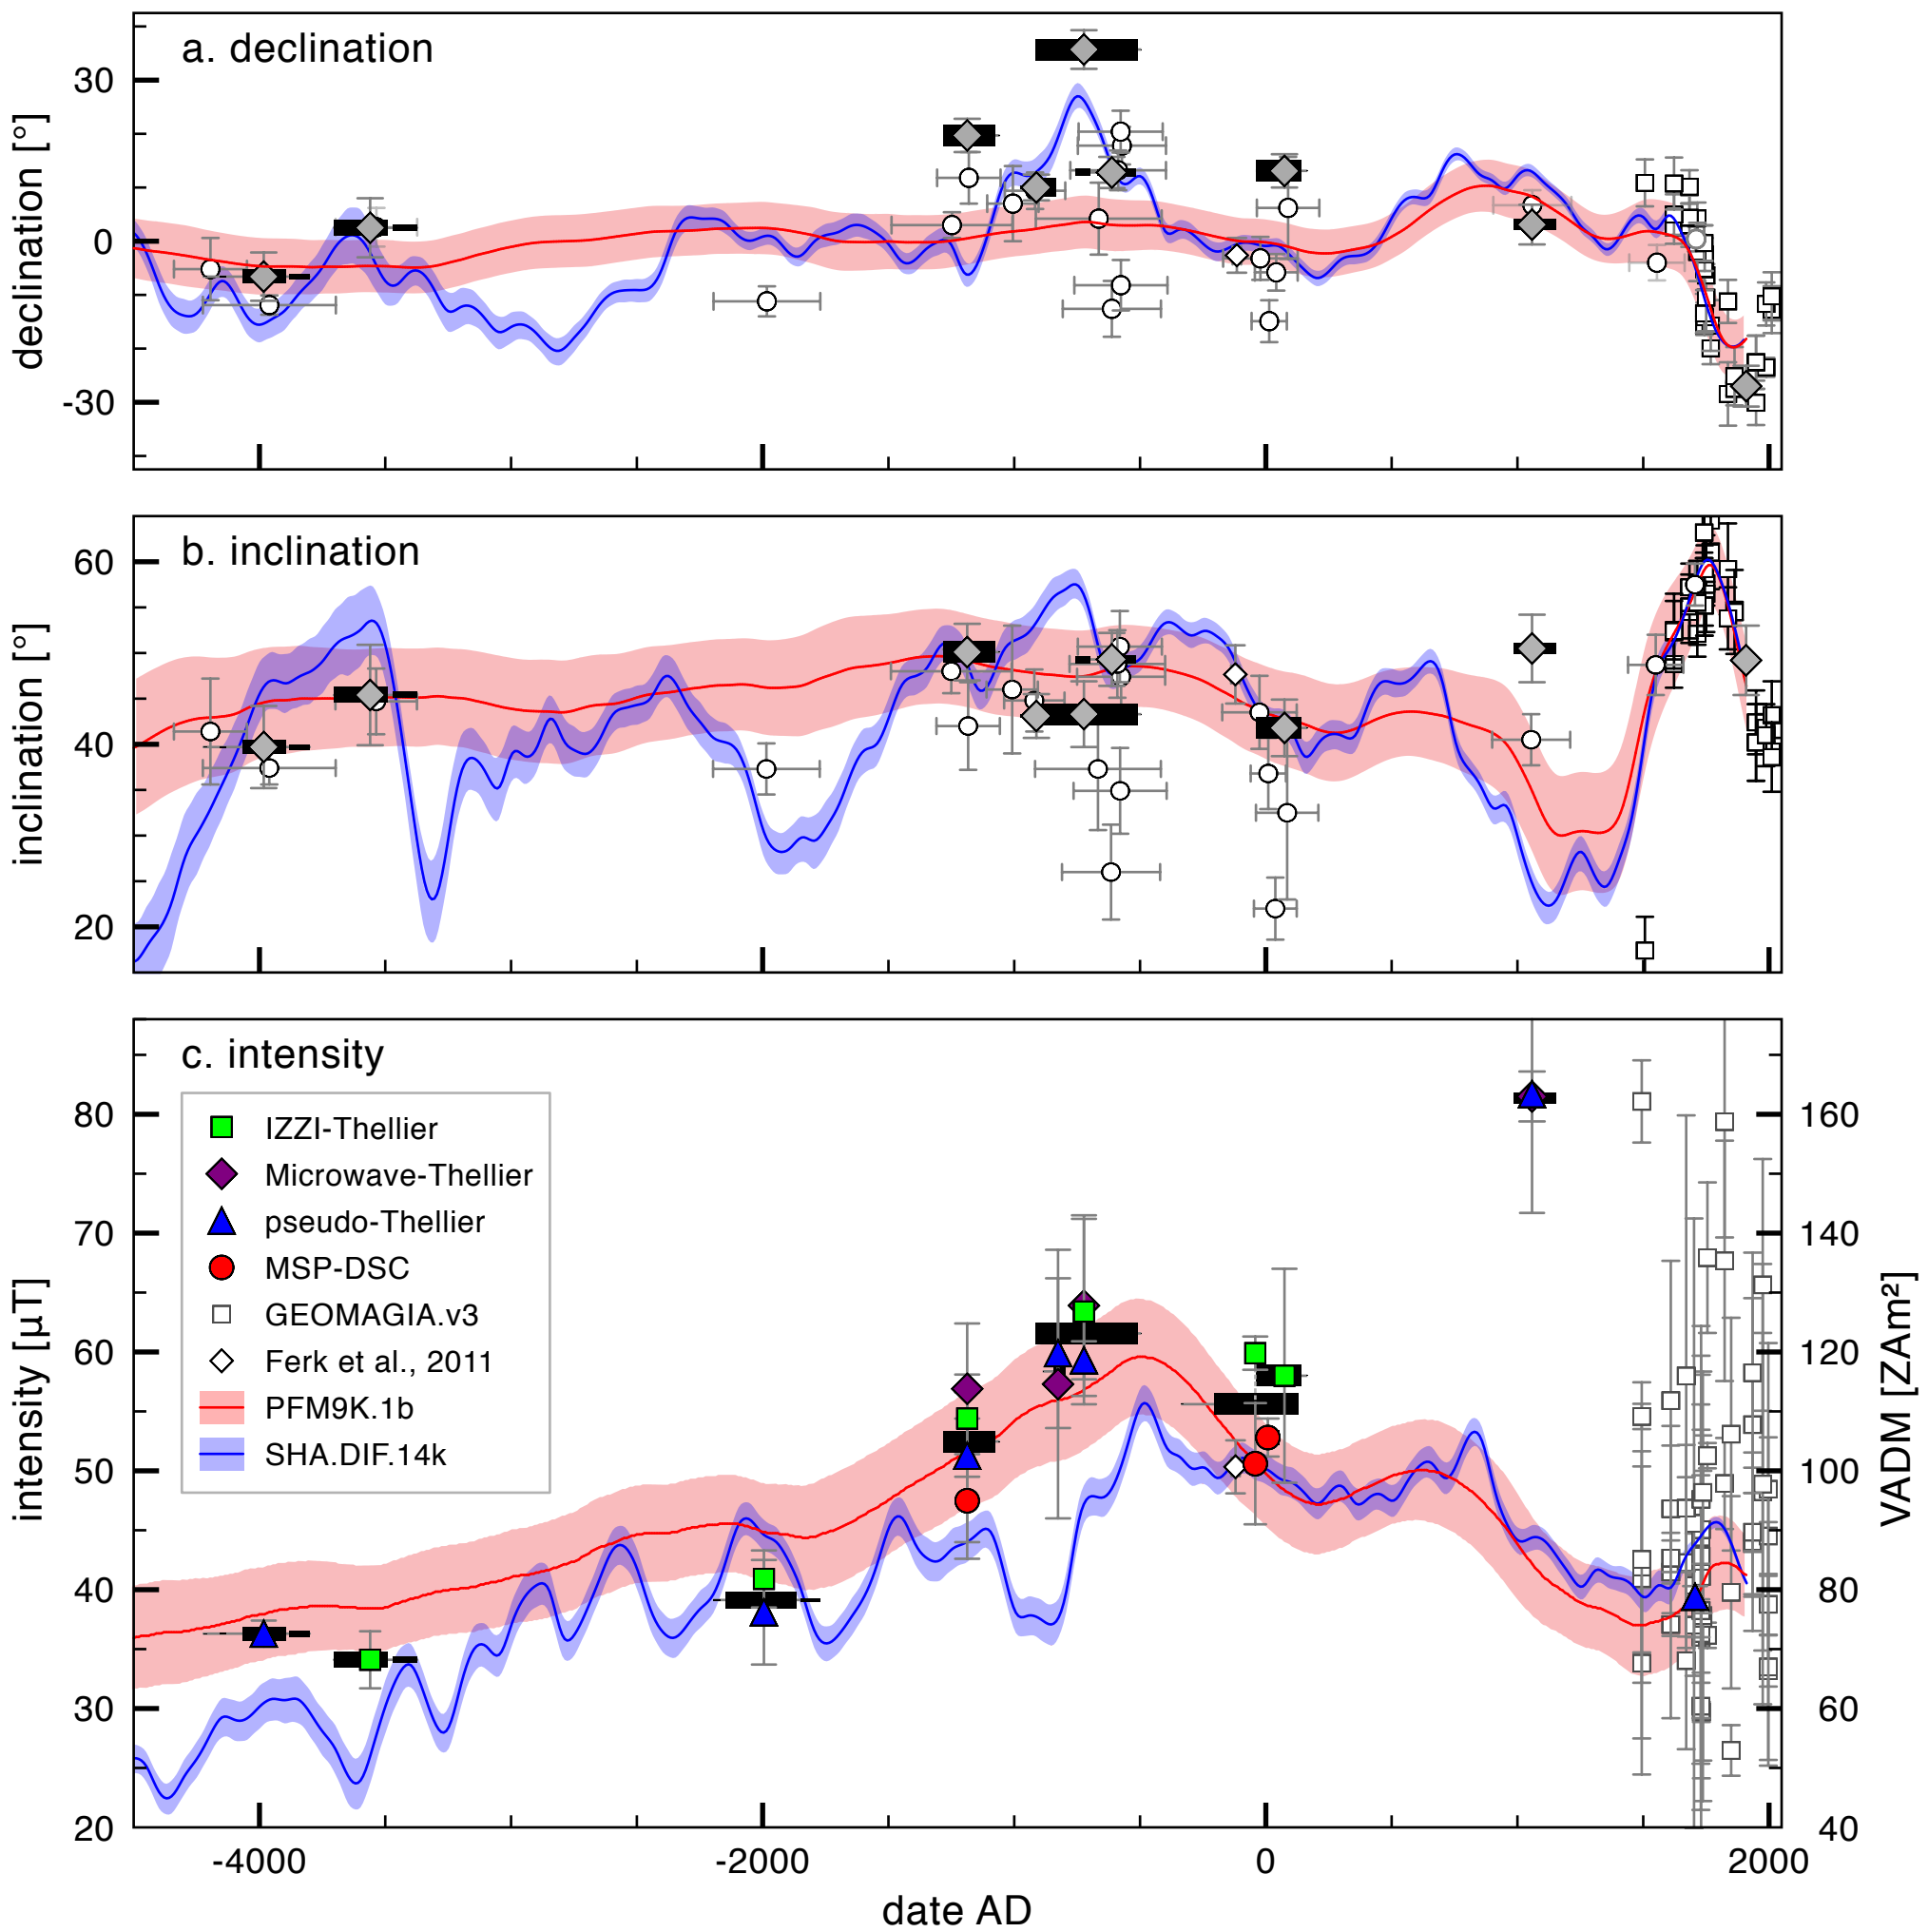 a. declination
declination [°]
30
0
-30
b. inclination
inclination [°]
60
40
20
c. intensity
intensity [µT]
80
70
60
50
40
30
20
IZZI-Thellier
Microwave-Thellier
pseudo-Thellier
MSP-DSC
GEOMAGIA.v3
Ferk et al., 2011
PFM9K.1b
SHA.DIF.14k
160
140
120
100
80
60
40
VADM [ZAm²]
-4000
-2000
0
2000
date AD